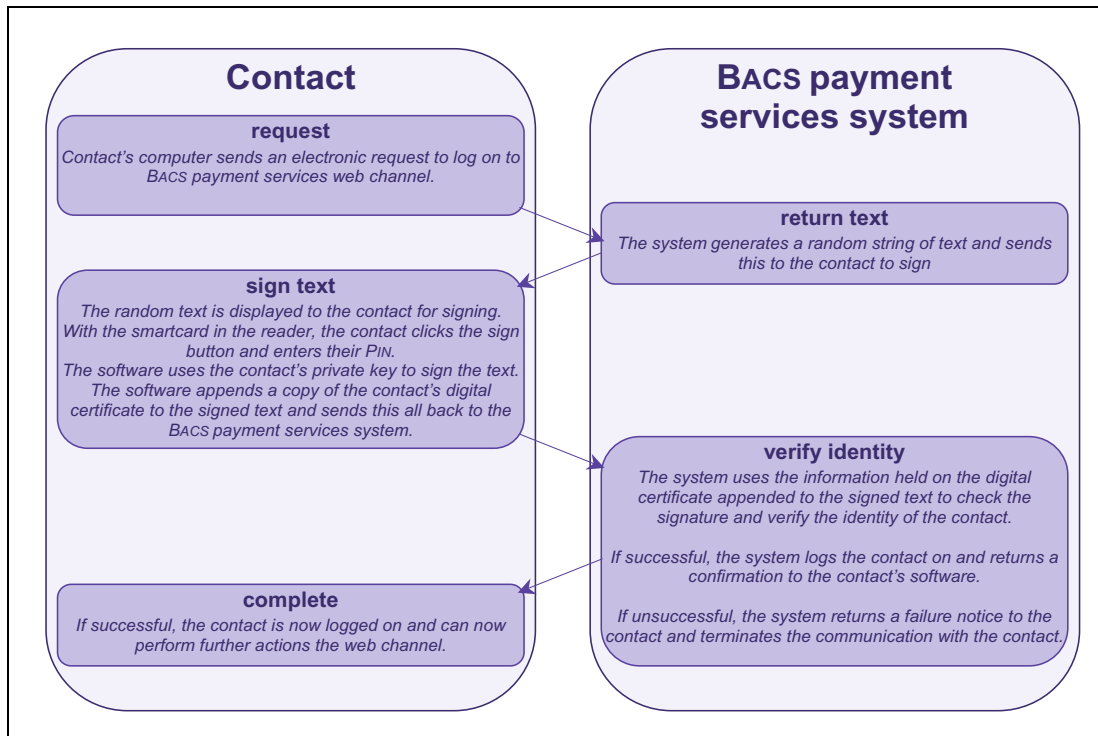 Contact
request
Contact's computer sends an electronic request to log on to
BACS payment services web channel.
BACS payment
services system
return text
The system generates a random string of text and sends
this to the contact to sign
sign text
The random text is displayed to the contact for signing.
With the smartcard in the reader, the contact clicks the sign
button and enters their PIN.
The software uses the contact's private key to sign the text.
The software appends a copy of the contact's digital
certificate to the signed text and sends this all back to the
BACS payment services system.
verify identity
The system uses the information held on the digital
certificate appended to the signed text to check the
signature and verify the identity of the contact.
If successful, the system logs the contact on and returns a
confirmation to the contact's software.
If unsuccessful, the system returns a failure notice to the
contact and terminates the communication with the contact.
complete
If successful, the contact is now logged on and can now
perform further actions the web channel.